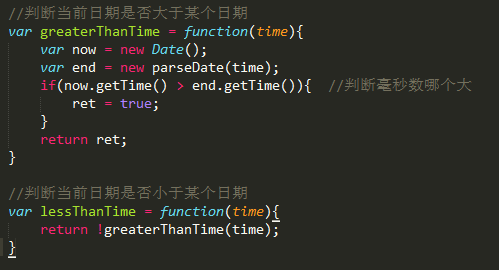 //判断当前日期是否大于某个日期
var greaterThanTime = function(time){
    var now = new Date();
    var end = new parseDate(time);
    if(now.getTime() > end.getTime()){  //判断毫秒数哪个大
        ret = true;
    }
    return ret;
}

//判断当前日期是否小于某个日期
var lessThanTime = function(time){
    return !greaterThanTime(time);
}